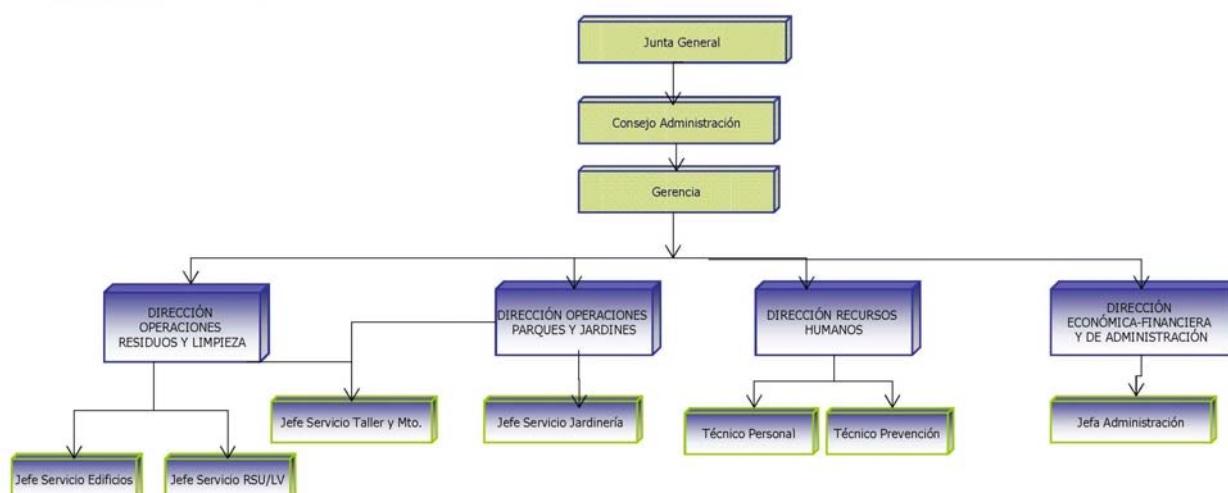 Junta General
Consejo Administración
Gerencia
DIRECCIÓN
OPERACIONES
RESIDUOS Y LIMPIEZA
DIRECCIÓN OPERACIONES
PARQUES Y JARDINES
DIRECCIÓN RECURSOS
HUMANOS
DIRECCIÓN
ECONÓMICA-FINANCIERA
Y DE ADMINISTRACIÓN
Jefe Servicio Taller y Mto.
Jefe Servicio Jardinería
Técnico Personal
Técnico Prevención
Jefa Administración
Jefe Servicio Edificios
Jefe Servicio RSU/LV